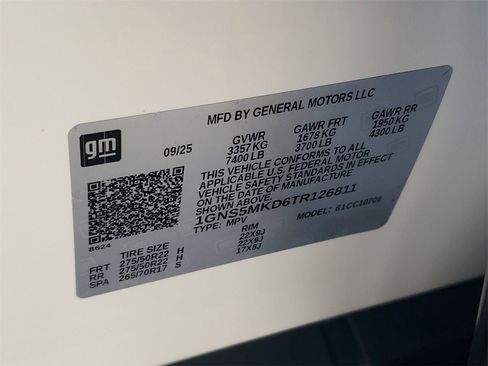 MFD BY GENERAL MOTORS LLC
gm
09/25 GVWR GAWR FRT GAWR RR
3357 KG 1678 KG 1950 KG
7400 LB 3700 LB 4300 LB
THIS VEHICLE CONFORMS TO ALL
APPLICABLE U.S. FEDERAL MOTOR
VEHICLE SAFETY STANDARDS IN EFFECT
ON THE DATE OF MANUFACTURE
SHOWN ABOVE.
1GNS5MKD6TR126811
TYPE: MPV MODEL: 61CC10706
8624
TIRE SIZE RIM
FRT 275/50R22 H 22X9J
RR 275/50R22 H 22X9J
SPA 265/70R17 S 17X8J